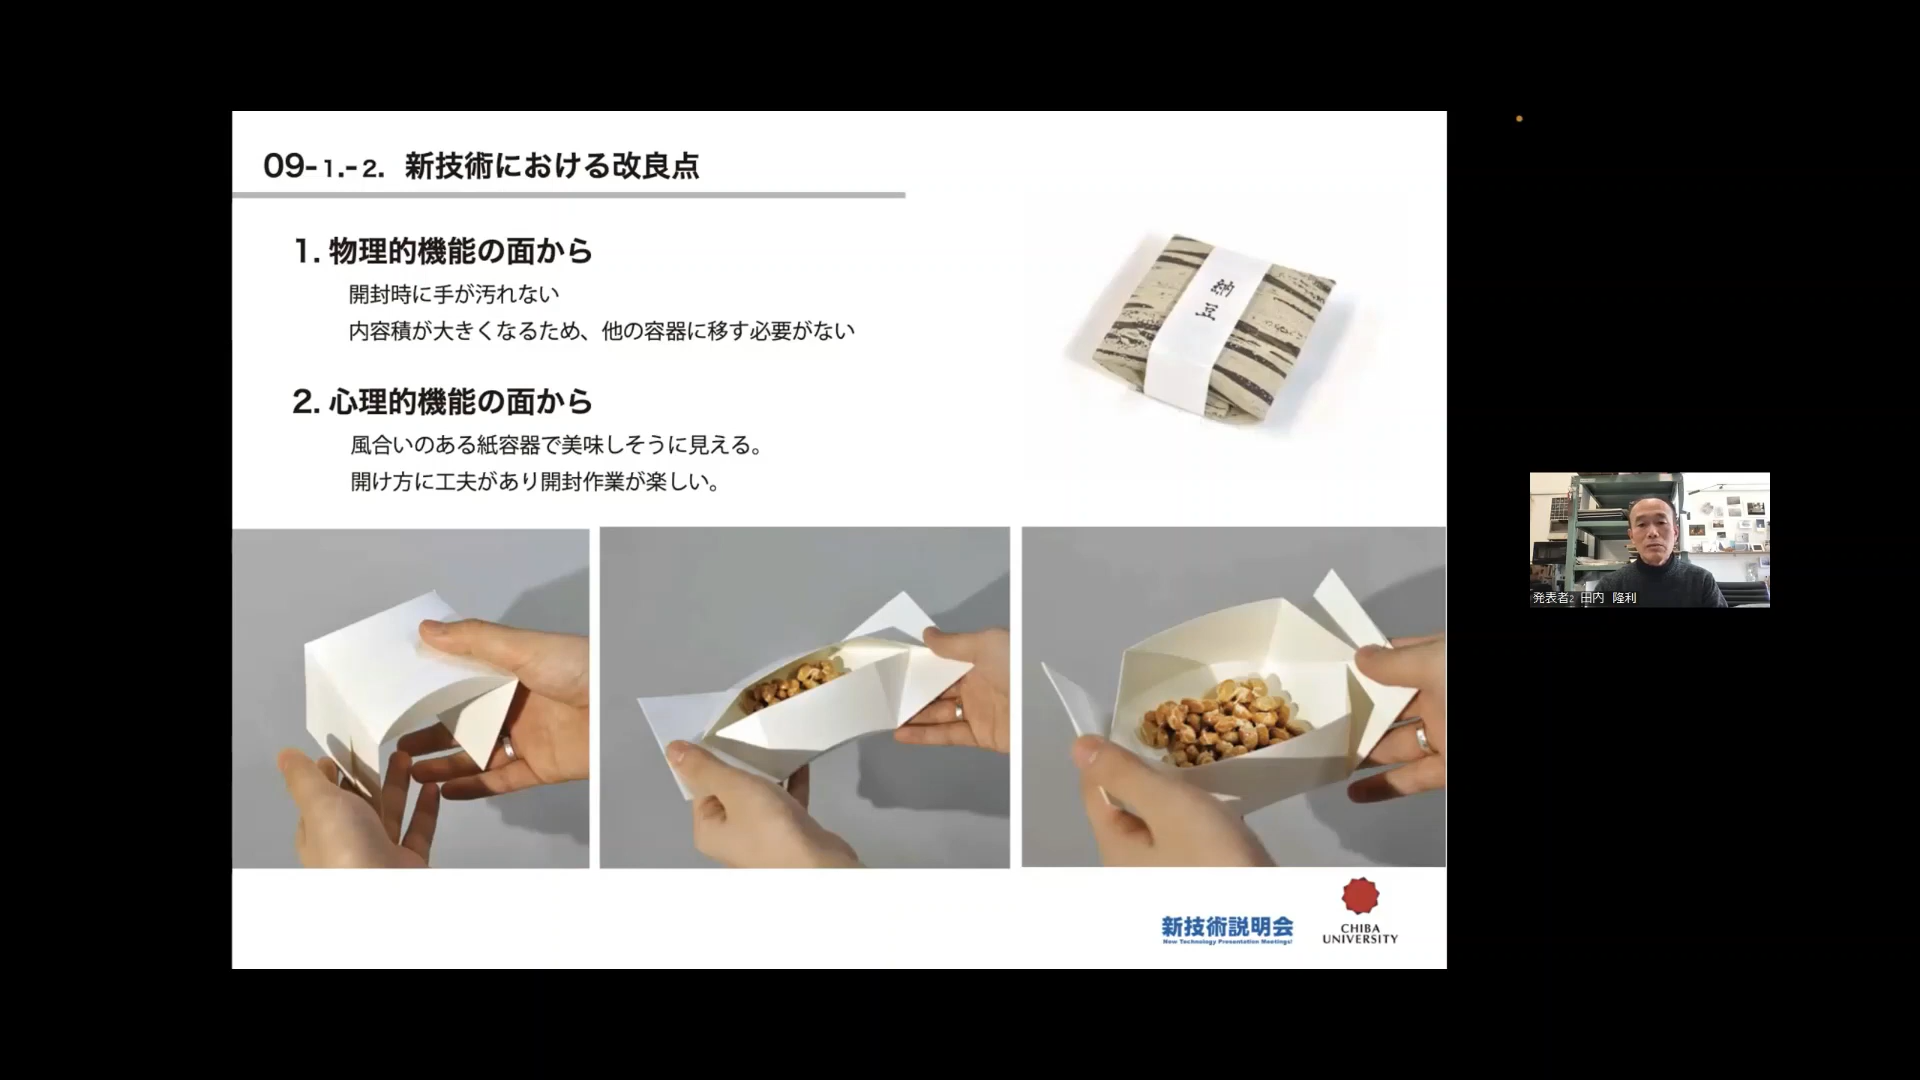 09-1.-2. 新技術における改良点
1. 物理的機能の面から
開封時に手が汚れない
内容積が大きくなるため、他の容器に移す必要がない
2. 心理的機能の面から
風合いのある紙容器で美味しそうに見える。
開け方に工夫があり開封作業が楽しい。
納豆
発表者2 田内 隆利
新技術説明会
New Technology Presentation Meetings!
CHIBA
UNIVERSITY